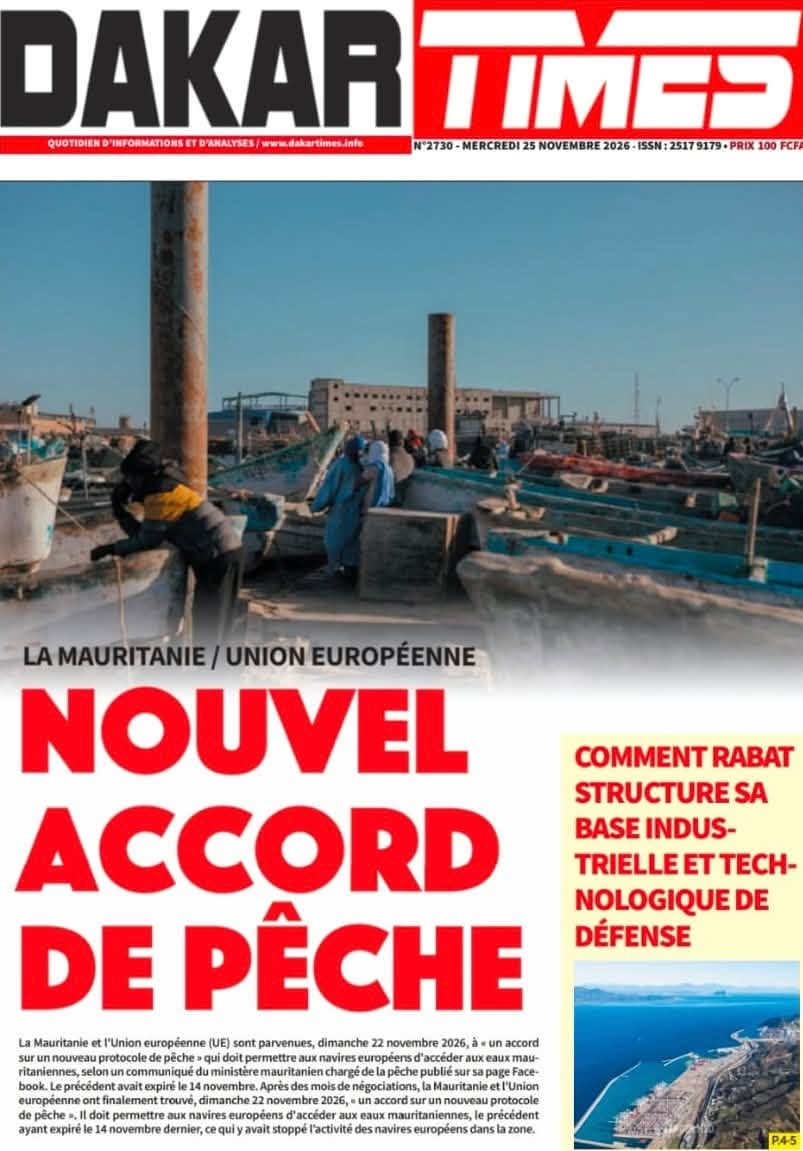 DAKAR TIMES
QUOTIDIEN D'INFORMATIONS ET D'ANALYSES / www.dakartimes.info
N°2730 - MERCREDI 25 NOVEMBRE 2026 - ISSN : 2517 9179 • PRIX 100 FCFA
LA MAURITANIE / UNION EUROPÉENNE
NOUVEL
ACCORD
DE PÊCHE
La Mauritanie et l'Union européenne (UE) sont parvenues, dimanche 22 novembre 2026, à « un accord
sur un nouveau protocole de pêche » qui doit permettre aux navires européens d'accéder aux eaux mau-
ritaniennes, selon un communiqué du ministère mauritanien chargé de la pêche publié sur sa page Face-
book. Le précédent avait expiré le 14 novembre. Après des mois de négociations, la Mauritanie et l'Union
européenne ont finalement trouvé, dimanche 22 novembre 2026, « un accord sur un nouveau protocole
de pêche ». Il doit permettre aux navires européens d'accéder aux eaux mauritaniennes, le précédent
ayant expiré le 14 novembre dernier, ce qui y avait stoppé l'activité des navires européens dans la zone.
COMMENT RABAT
STRUCTURE SA
BASE INDUS-
TRIELLE ET TECH-
NOLOGIQUE DE
DÉFENSE
P.4-5